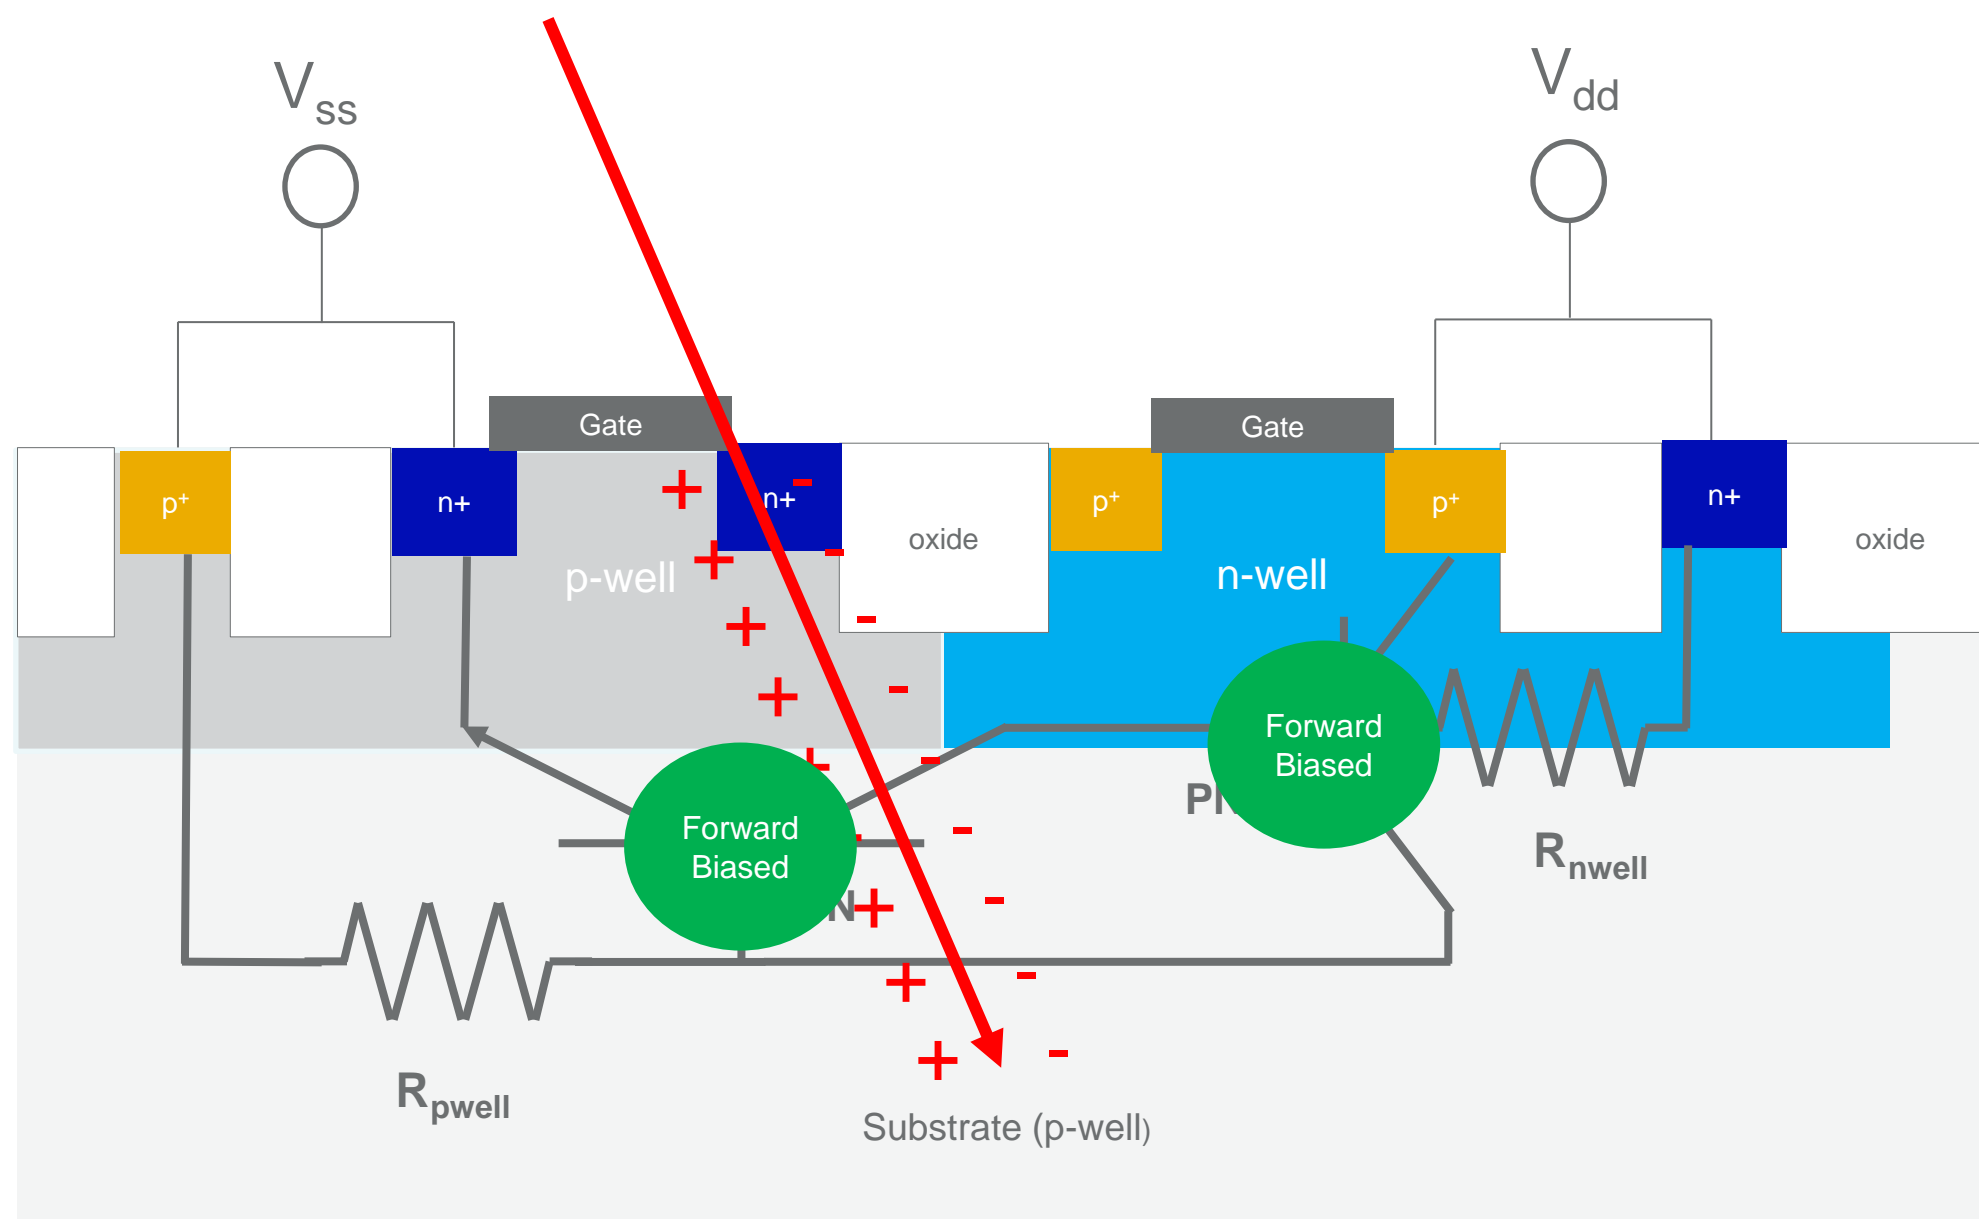 Vss
Vdd
Gate
Gate
p+
n+
n+
oxide
p+
p+
n+
oxide
p-well
n-well
Forward
Biased
Forward
Biased
Rnwell
Rpwell
Substrate (p-well)